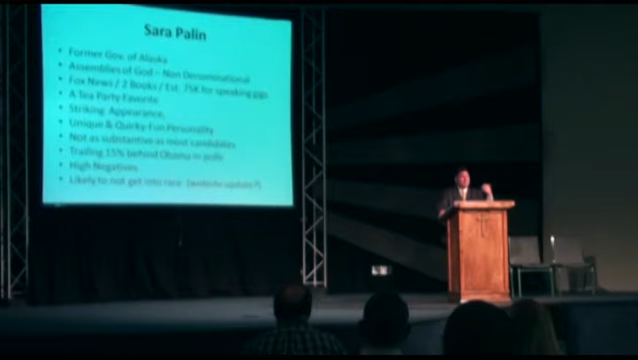 Sara Palin
• Former Gov. of Alaska
• Assemblies of God – Non Denominational
• Fox News / 2 Books / Est. 75K for speaking gigs
• A Tea Party Favorite
• Striking Appearance,
• Unique & Quirky Fun Personality
• Not as substantive as most candidates
• Trailing 15% behind Obama in polls
• High Negatives
• Likely to not get into race (website update?)